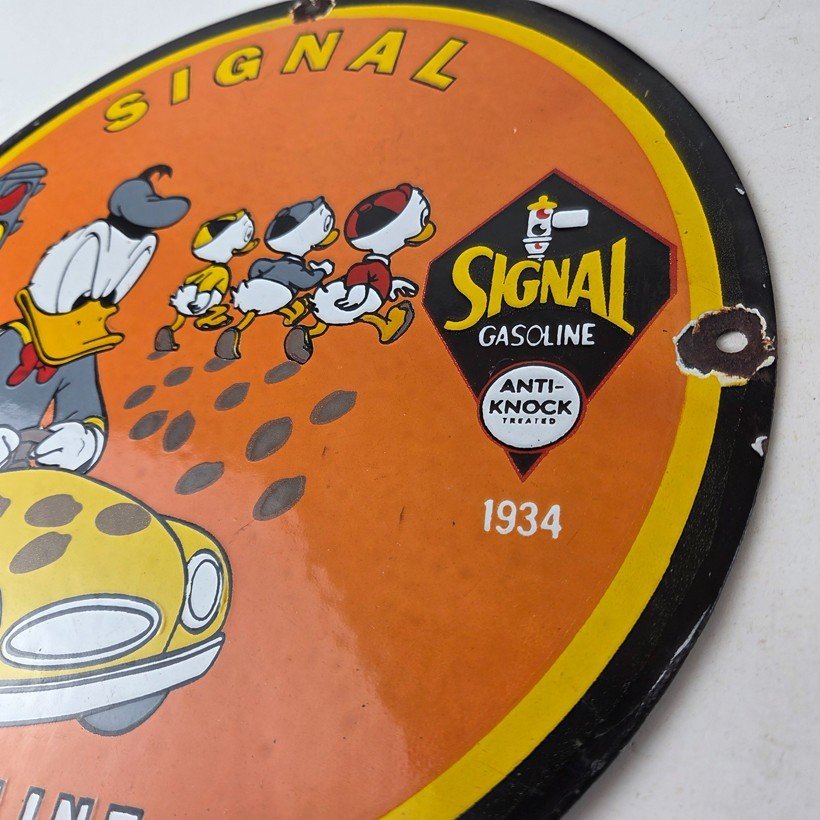 SIGNAL
SIGNAL
GASOLINE
ANTI-
KNOCK
TREATED
1934